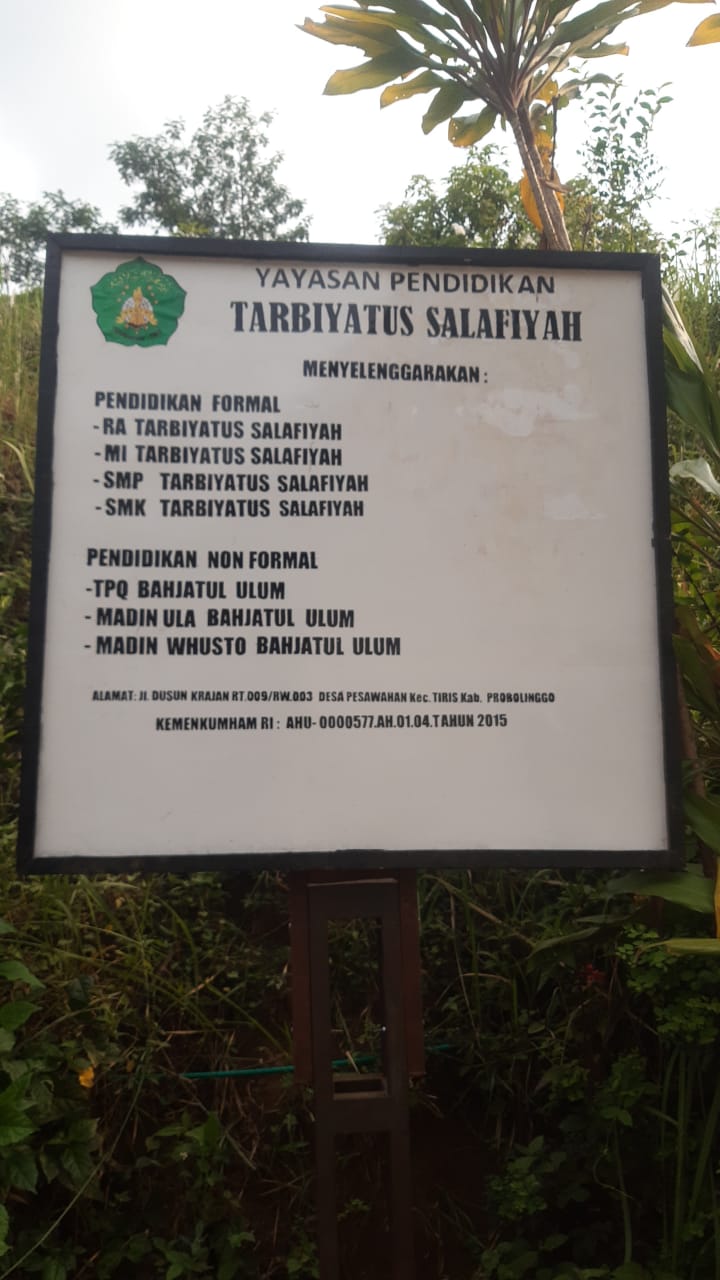 YAYASAN PENDIDIKAN
TARBIYATUS SALAFIYAH
MENYELENGGARAKAN :
PENDIDIKAN FORMAL
- RA TARBIYATUS SALAFIYAH
- MI TARBIYATUS SALAFIYAH
- SMP TARBIYATUS SALAFIYAH
- SMK TARBIYATUS SALAFIYAH
PENDIDIKAN NON FORMAL
-TPQ BAHJATUL ULUM
- MADIN ULA BAHJATUL ULUM
- MADIN WHUSTO BAHJATUL ULUM
ALAMAT: Jl. DUSUN KRAJAN RT.009/RW.003 DESA PESAWAHAN Kec. TIRIS Kab. PROBOLINGGO
KEMENKUMHAM RI : AHU- 0000577.AH.01.04.TAHUN 2015